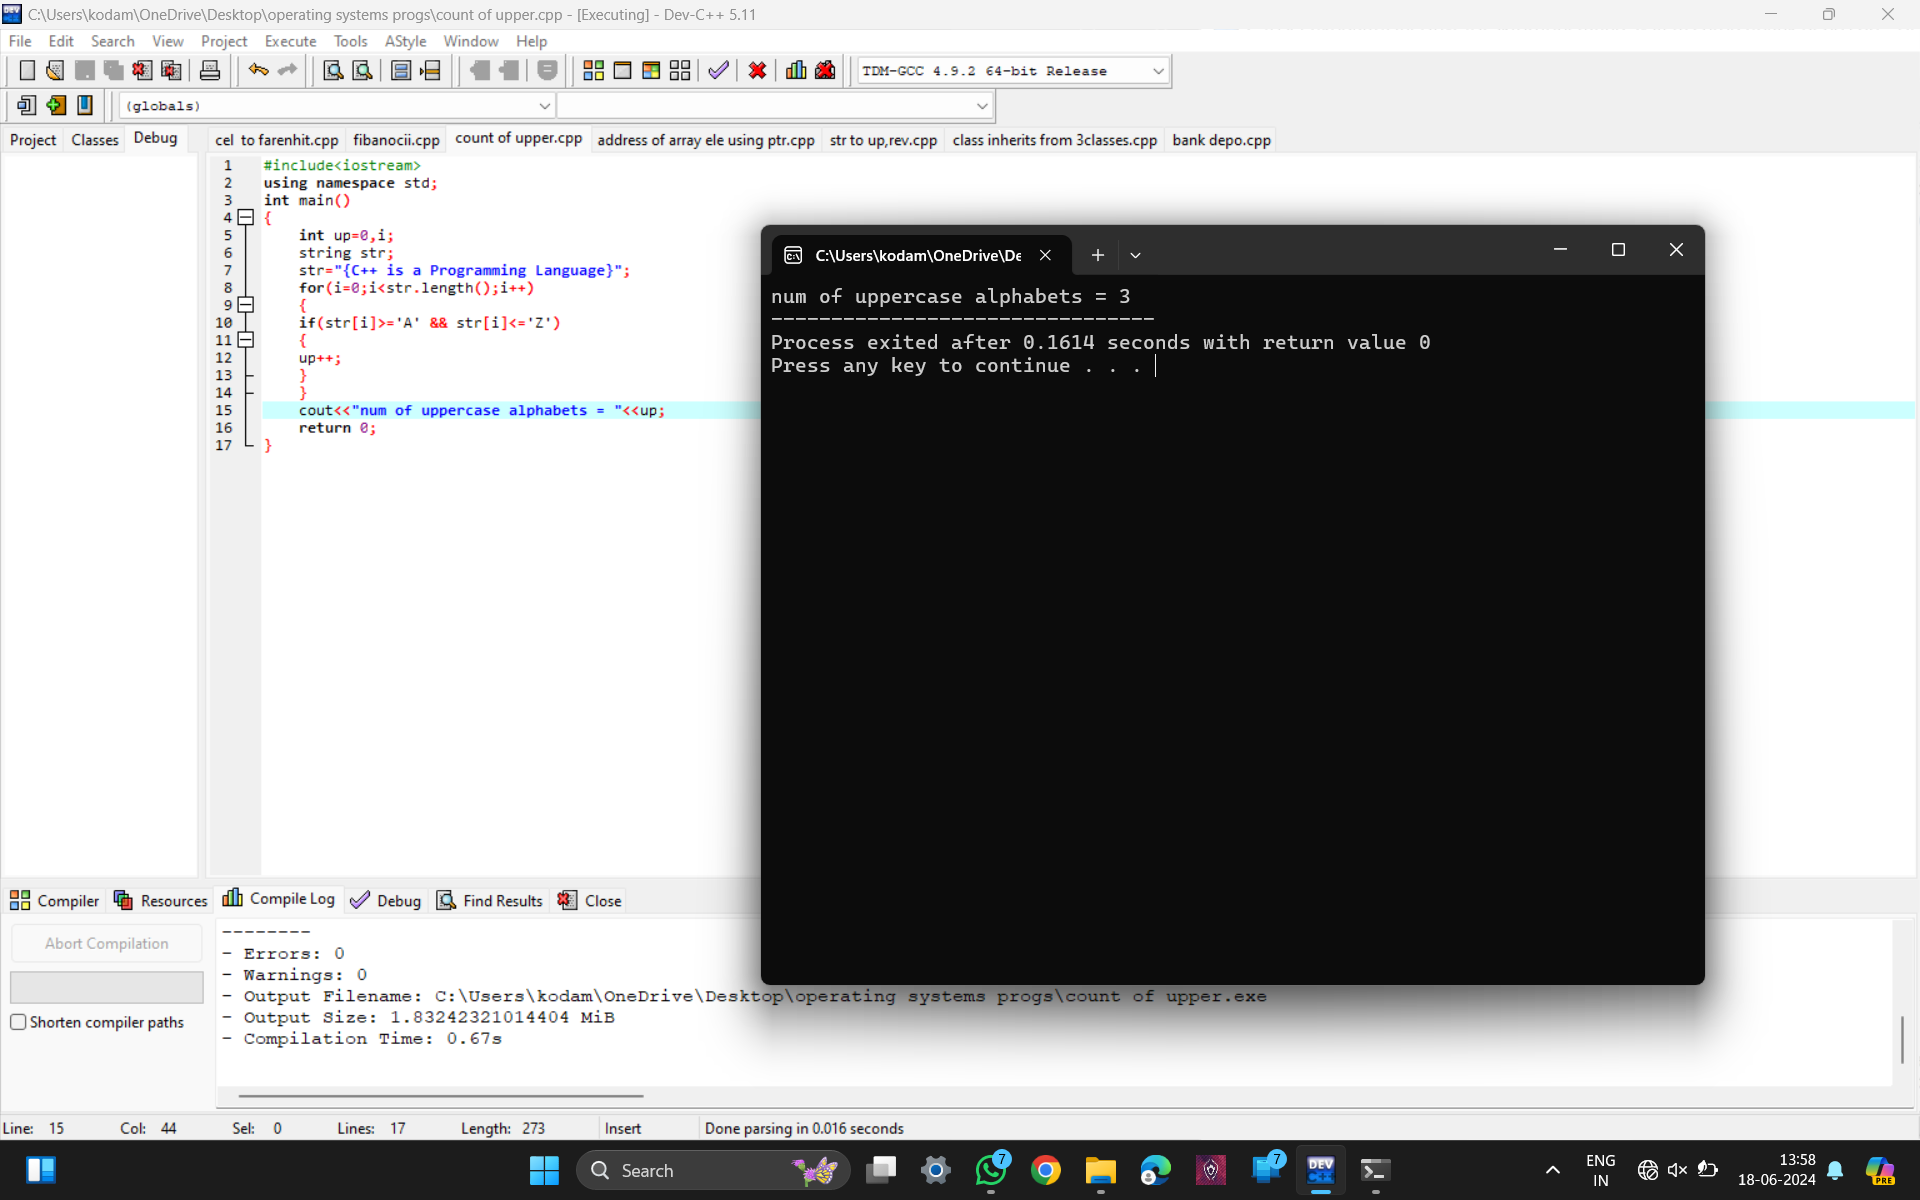 C:\Users\kodam\OneDrive\Desktop\operating systems progs\count of upper.cpp - [Executing] - Dev-C++ 5.11
File Edit Search View Project Execute Tools AStyle Window Help
TDM-GCC 4.9.2 64-bit Release
(globals)
Project Classes Debug
cel to farenhit.cpp fibanocii.cpp count of upper.cpp address of array ele using ptr.cpp str to up,rev.cpp class inherits from 3classes.cpp bank depo.cpp
1 #include<iostream>
2 using namespace std;
3 int main()
4 {
5 int up=0,i;
6 string str;
7 str="{C++ is a Programming Language}";
8 for(i=0;i<str.length();i++)
9 {
10 if(str[i]>='A' && str[i]<='Z')
11 {
12 up++;
13 }
14 }
15 cout<<"num of uppercase alphabets = "<<up;
16 return 0;
17 }
C:\Users\kodam\OneDrive\De
num of uppercase alphabets = 3
--------------------------------
Process exited after 0.1614 seconds with return value 0
Press any key to continue . . .
Compiler Resources Compile Log Debug Find Results Close
Abort Compilation
Shorten compiler paths
--------
- Errors: 0
- Warnings: 0
- Output Filename: C:\Users\kodam\OneDrive\Desktop\operating systems progs\count of upper.exe
- Output Size: 1.83242321014404 MiB
- Compilation Time: 0.67s
Line: 15 Col: 44 Sel: 0 Lines: 17 Length: 273 Insert Done parsing in 0.016 seconds
Search
7
7
DEV
ENG
IN
13:58
18-06-2024
PRE